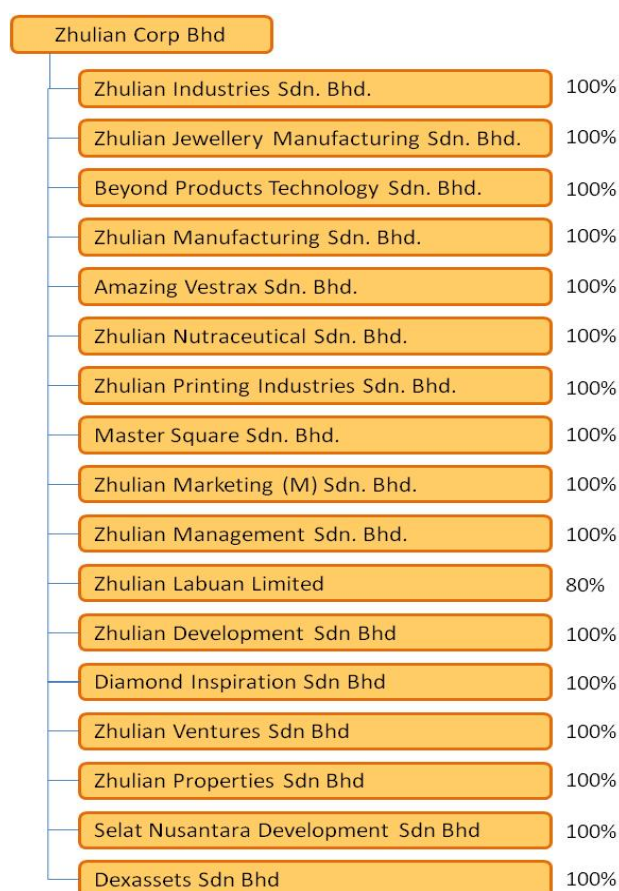 Zhulian Corp Bhd
Zhulian Industries Sdn. Bhd. 100%
Zhulian Jewellery Manufacturing Sdn. Bhd. 100%
Beyond Products Technology Sdn. Bhd. 100%
Zhulian Manufacturing Sdn. Bhd. 100%
Amazing Vestrax Sdn. Bhd. 100%
Zhulian Nutraceutical Sdn. Bhd. 100%
Zhulian Printing Industries Sdn. Bhd. 100%
Master Square Sdn. Bhd. 100%
Zhulian Marketing (M) Sdn. Bhd. 100%
Zhulian Management Sdn. Bhd. 100%
Zhulian Labuan Limited 80%
Zhulian Development Sdn Bhd 100%
Diamond Inspiration Sdn Bhd 100%
Zhulian Ventures Sdn Bhd 100%
Zhulian Properties Sdn Bhd 100%
Selat Nusantara Development Sdn Bhd 100%
Dexassets Sdn Bhd 100%